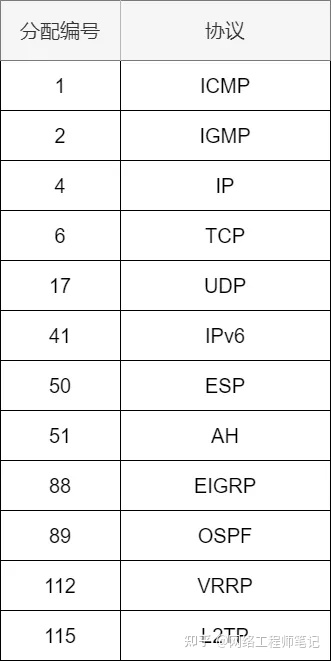 分配编号 协议
1 ICMP
2 IGMP
4 IP
6 TCP
17 UDP
41 IPv6
50 ESP
51 AH
88 EIGRP
89 OSPF
112 VRRP
115 L2TP
知乎 @网络工程师笔记